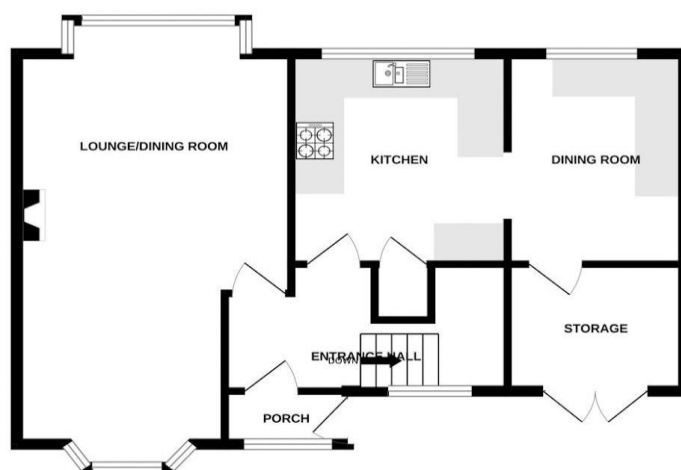 LOUNGE/DINING ROOM
KITCHEN
DINING ROOM
STORAGE
ENTRANCE HALL
DOWN
PORCH